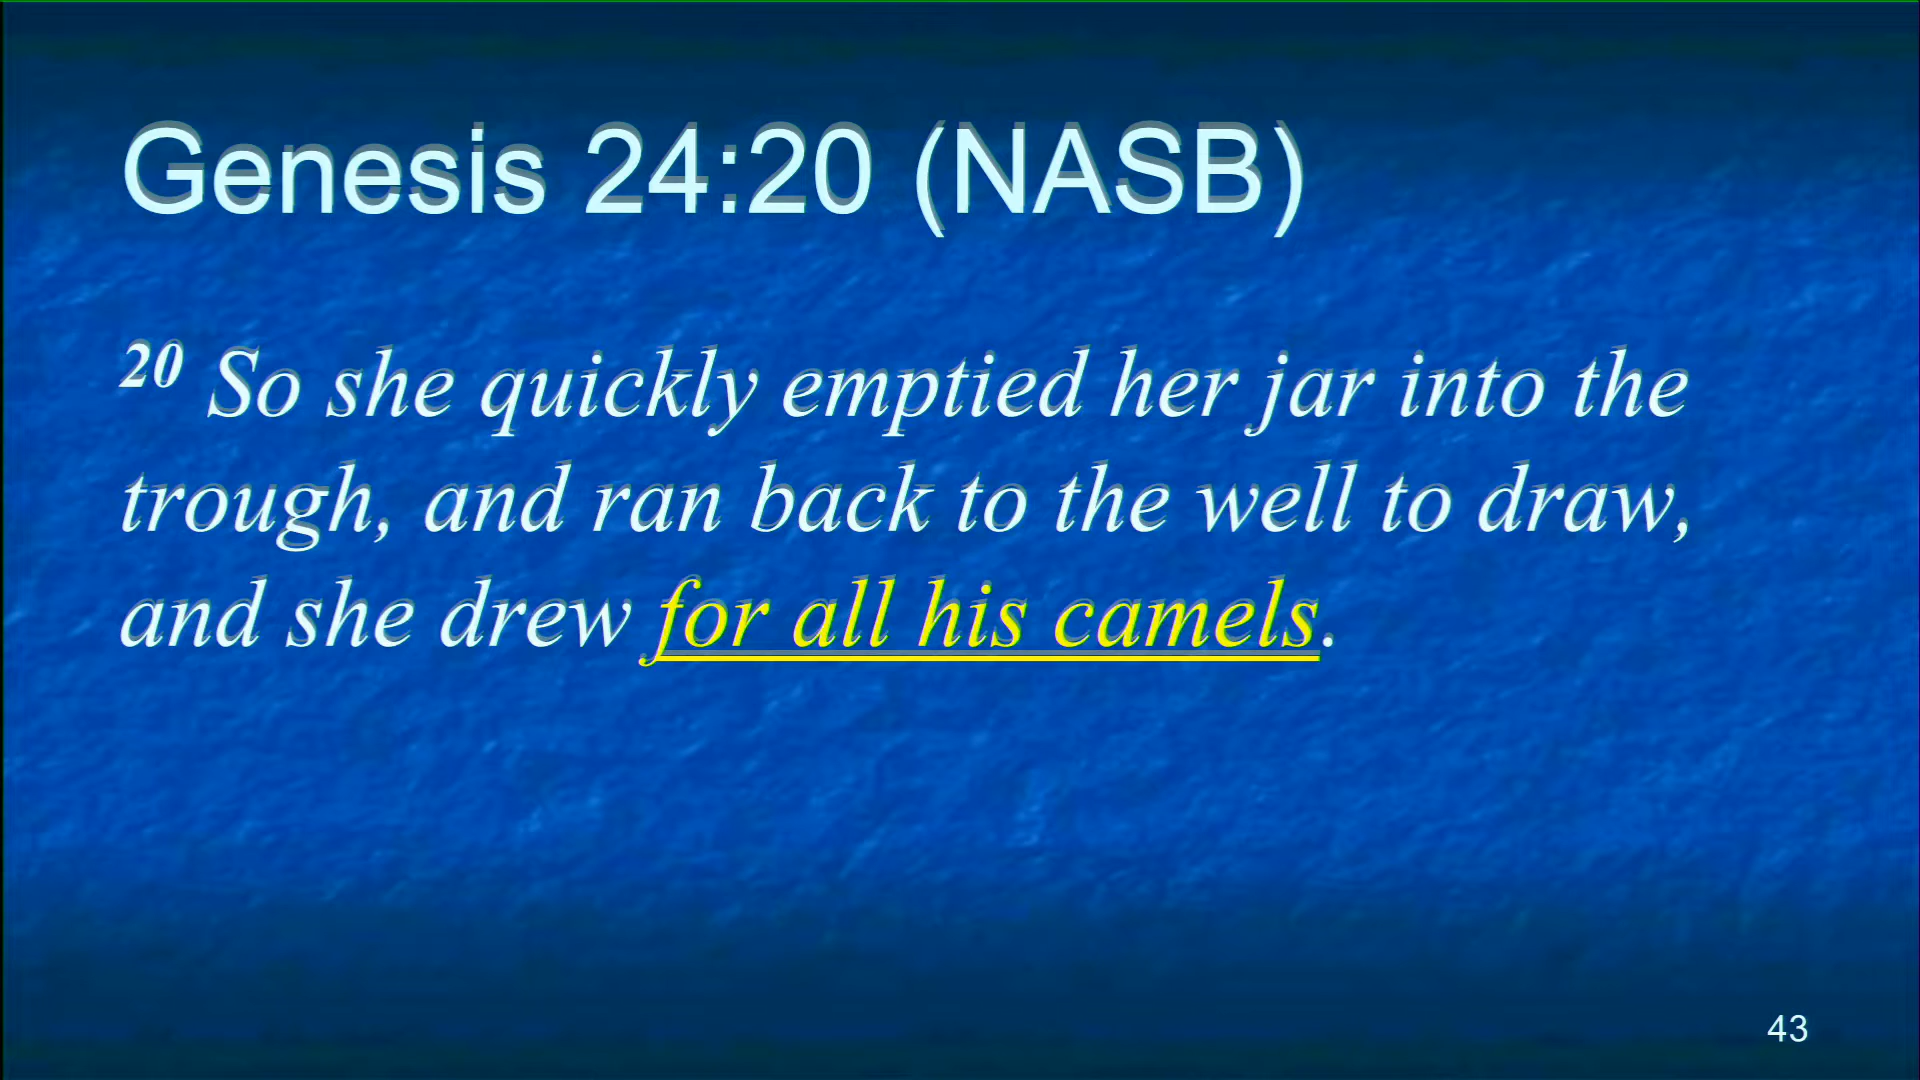 Genesis 24:20 (NASB)
20 So she quickly emptied her jar into the
trough, and ran back to the well to draw,
and she drew for all his camels.
43